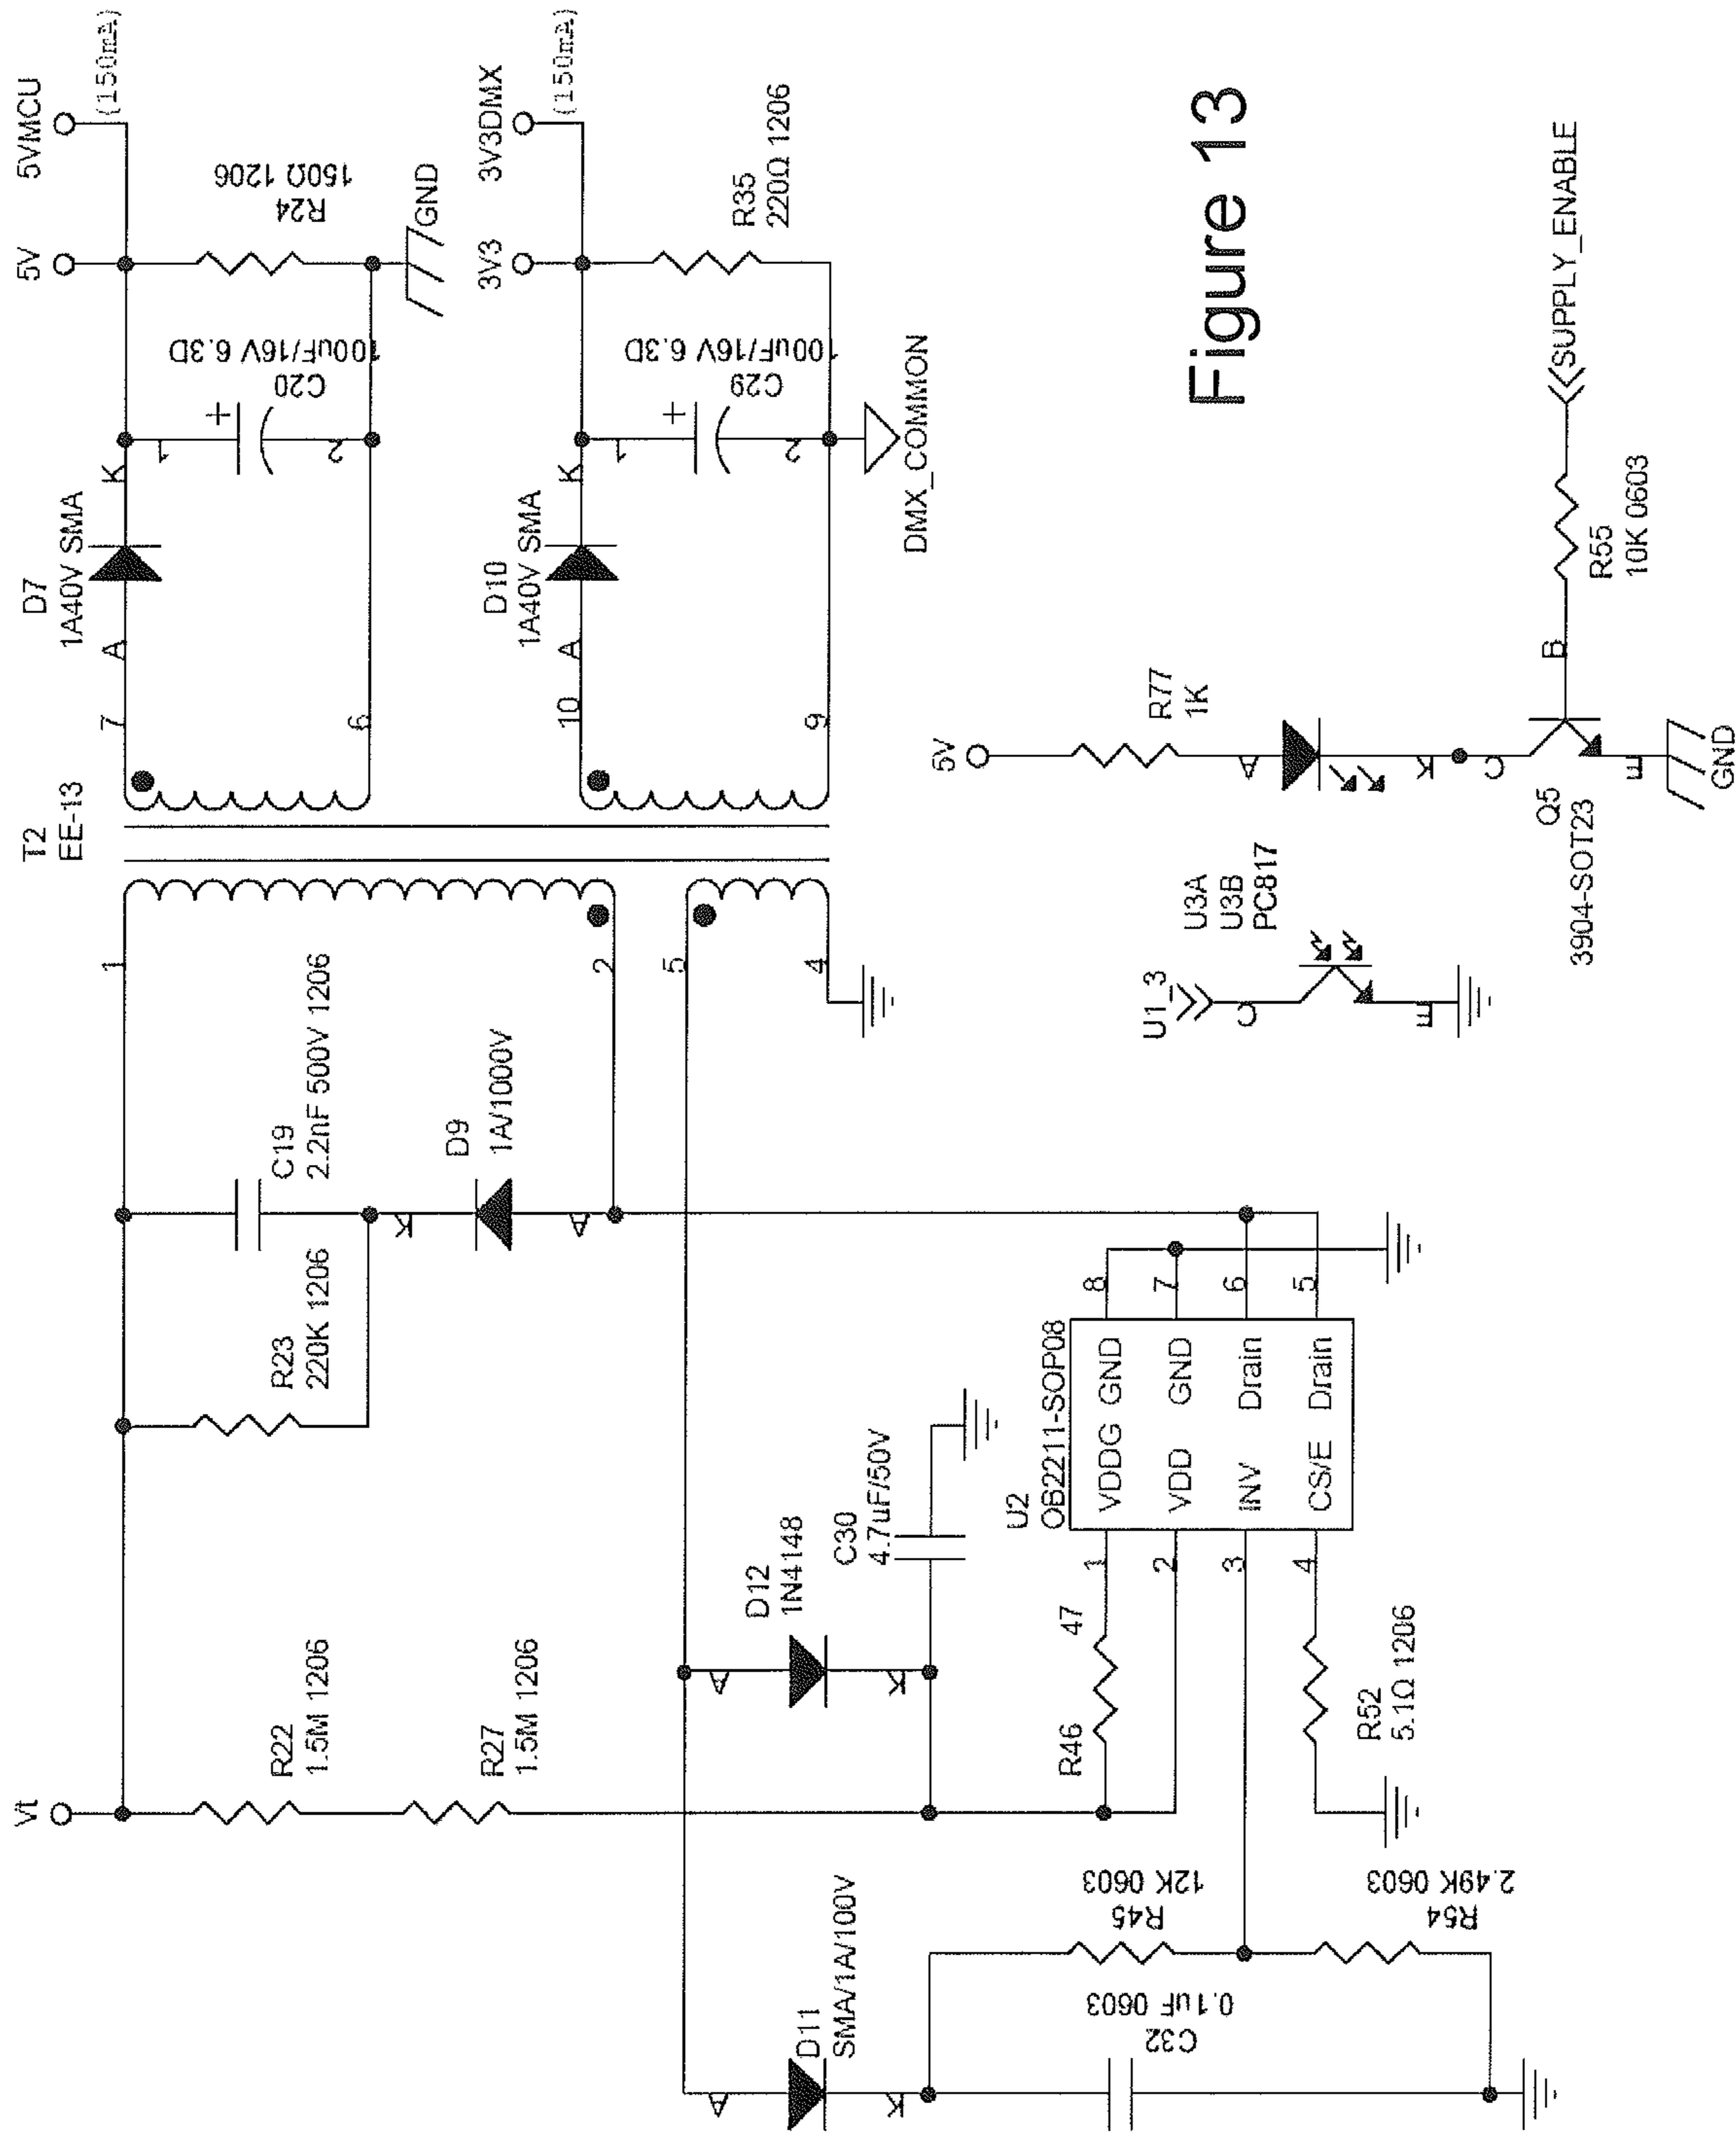 Vt
R22
1.5M 1206
R27
1.5M 1206
R23
220K 1206
C19
2.2nF 500V 1206
D9
1A/1000V
K
A
1
2
5
4
T2
EE-13
7
6
10
9
D7
1A40V SMA
A
K
1
2
C20
100uF/16V 6.3D
5V
5VMCU
(150mA)
R24
150Ω 1206
GND
D10
1A40V SMA
A
K
1
2
C29
100uF/16V 6.3D
3V3
3V3DMX
(150mA)
R35
220Ω 1206
DMX_COMMON
D11
SMA/1A/100V
A
K
C32
0.1uF 0603
R45
12K 0603
R54
2.49K 0603
D12
1N4148
A
K
C30
4.7uF/50V
R46
47
R52
5.1Ω 1206
U2
OB2211-SOP08
1
VDDG
GND
8
2
VDD
GND
7
3
INV
Drain
6
4
CS/E
Drain
5
U1_3
C
E
U3A
U3B
PC817
5V
R77
1K
A
K
C
B
E
Q5
3904-SOT23
GND
R55
10K 0603
SUPPLY_ENABLE
Figure 13